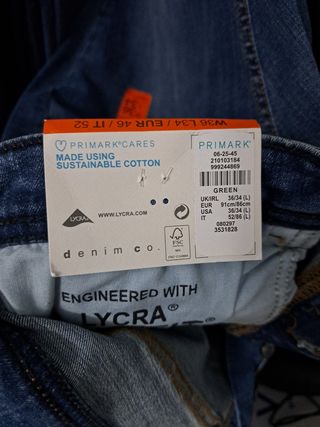 W36 L34 / EUR 46 / IT 52
PRIMARK CARES
MADE USING
SUSTAINABLE COTTON
LYCRA
WWW.LYCRA.COM
denim co.
FSC
PRIMARK
06-25-45
210103184
999244869
GREEN
UK/IRL 36/34 (L)
EUR 91cm/86cm
USA 36/34 (L)
IT 52/86 (L)
080297
3531828
ENGINEERED WITH
LYCRA®